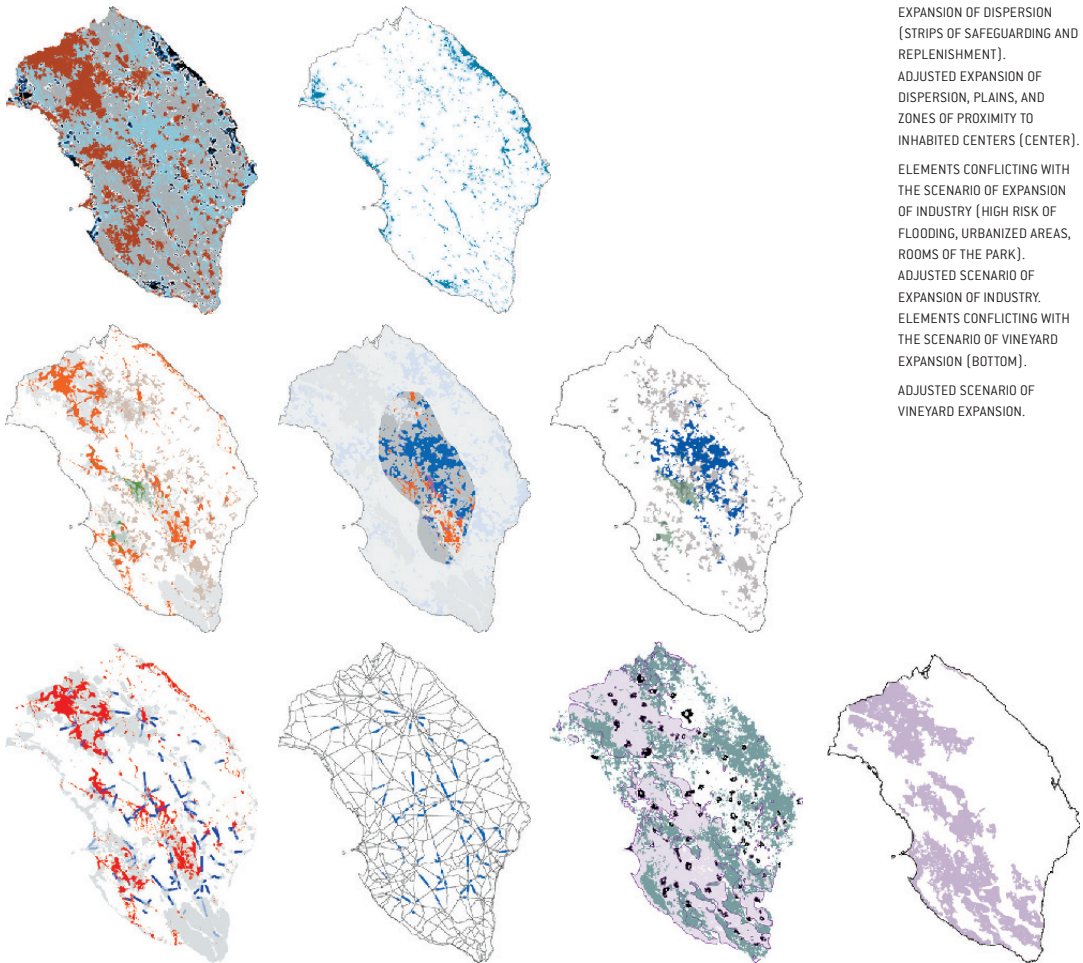 EXPANSION OF DISPERSION
(STRIPS OF SAFEGUARDING AND
REPLENISHMENT).
ADJUSTED EXPANSION OF
DISPERSION, PLAINS, AND
ZONES OF PROXIMITY TO
INHABITED CENTERS (CENTER).
ELEMENTS CONFLICTING WITH
THE SCENARIO OF EXPANSION
OF INDUSTRY (HIGH RISK OF
FLOODING, URBANIZED AREAS,
ROOMS OF THE PARK).
ADJUSTED SCENARIO OF
EXPANSION OF INDUSTRY.
ELEMENTS CONFLICTING WITH
THE SCENARIO OF VINEYARD
EXPANSION (BOTTOM).
ADJUSTED SCENARIO OF
VINEYARD EXPANSION.